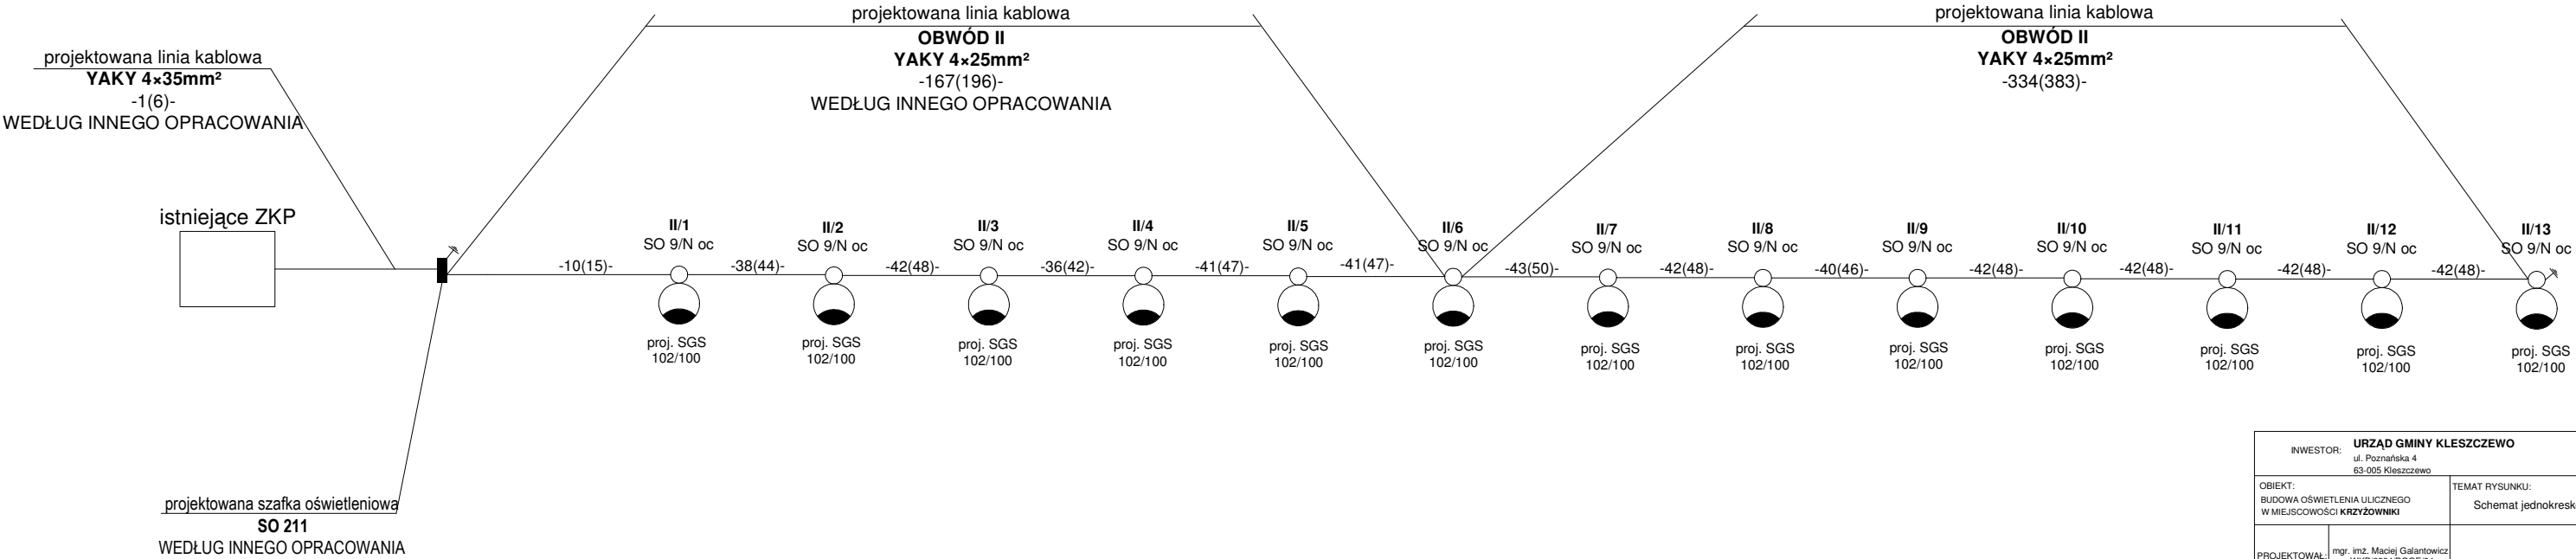 projektowana linia kablowa
YAKY 4×35mm²
-1(6)-
WEDŁUG INNEGO OPRACOWANIA
projektowana linia kablowa
OBWÓD II
YAKY 4×25mm²
-167(196)-
WEDŁUG INNEGO OPRACOWANIA
projektowana linia kablowa
OBWÓD II
YAKY 4×25mm²
-334(383)-
istniejące ZKP
II/1
SO 9/N oc
II/2
SO 9/N oc
II/3
SO 9/N oc
II/4
SO 9/N oc
II/5
SO 9/N oc
II/6
SO 9/N oc
II/7
SO 9/N oc
II/8
SO 9/N oc
II/9
SO 9/N oc
II/10
SO 9/N oc
II/11
SO 9/N oc
II/12
SO 9/N oc
II/13
SO 9/N oc
-10(15)- -38(44)- -42(48)- -36(42)- -41(47)- -41(47)- -43(50)- -42(48)- -40(46)- -42(48)- -42(48)- -42(48)- -42(48)-
proj. SGS
102/100
proj. SGS
102/100
proj. SGS
102/100
proj. SGS
102/100
proj. SGS
102/100
proj. SGS
102/100
proj. SGS
102/100
proj. SGS
102/100
proj. SGS
102/100
proj. SGS
102/100
proj. SGS
102/100
proj. SGS
102/100
proj. SGS
102/100
projektowana szafka oświetleniowa
SO 211
WEDŁUG INNEGO OPRACOWANIA
INWESTOR: URZĄD GMINY KLESZCZEWO
ul. Poznańska 4
63-005 Kleszczewo
OBIEKT:
BUDOWA OŚWIETLENIA ULICZNEGO
W MIEJSCOWOŚCI KRZYŻOWNIKI
TEMAT RYSUNKU:
Schemat jednokresk
PROJEKTOWAŁ: mgr. inż. Maciej Galantowicz